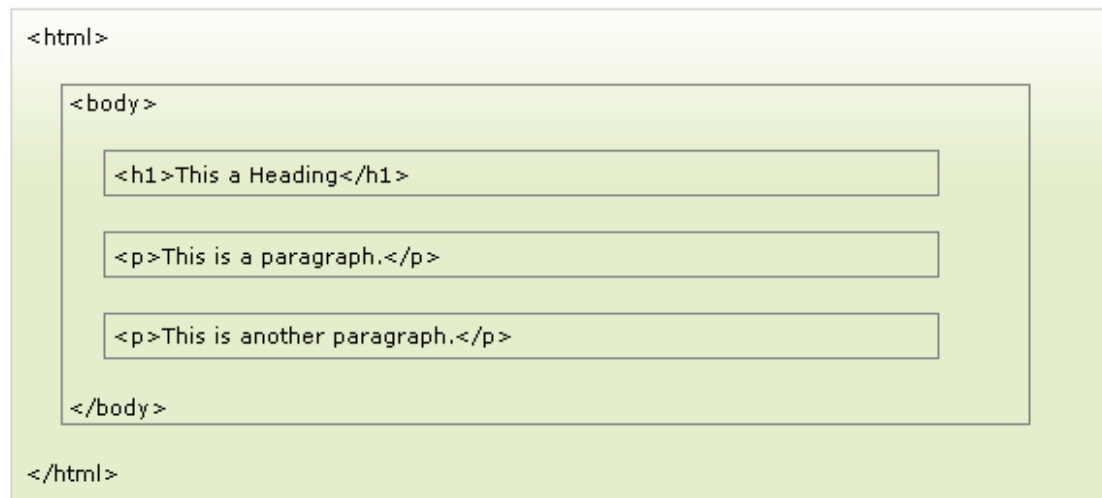 <html>
<body>
<h1>This a Heading</h1>
<p>This is a paragraph.</p>
<p>This is another paragraph.</p>
</body>
</html>